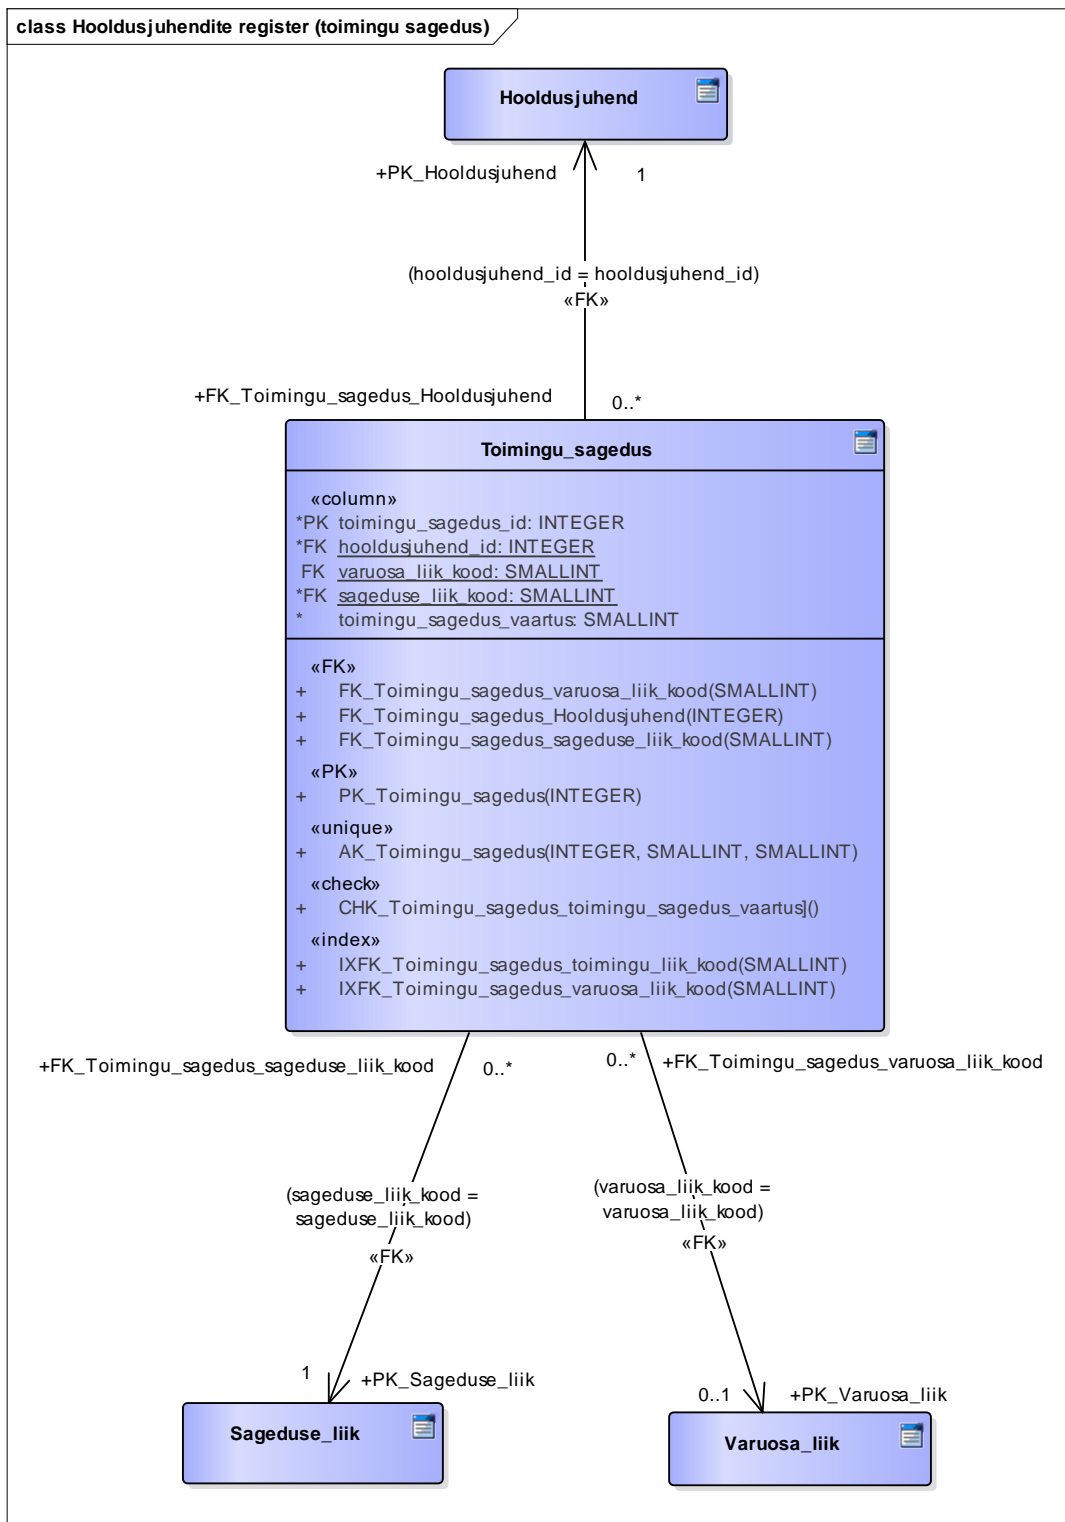 class Hooldusjuhendite register (toimingu sagedus)
Hooldusjuhend
+PK_Hooldusjuhend
1
(hooldusjuhend_id = hooldusjuhend_id)
«FK»
+FK_Toimingu_sagedus_Hooldusjuhend
0..*
Toimingu_sagedus
«column»
*PK toimingu_sagedus_id: INTEGER
*FK hooldusjuhend_id: INTEGER
FK varuosa_liik_kood: SMALLINT
*FK sageduse_liik_kood: SMALLINT
* toimingu_sagedus_vaartus: SMALLINT
«FK»
+ FK_Toimingu_sagedus_varuosa_liik_kood(SMALLINT)
+ FK_Toimingu_sagedus_Hooldusjuhend(INTEGER)
+ FK_Toimingu_sagedus_sageduse_liik_kood(SMALLINT)
«PK»
+ PK_Toimingu_sagedus(INTEGER)
«unique»
+ AK_Toimingu_sagedus(INTEGER, SMALLINT, SMALLINT)
«check»
+ CHK_Toimingu_sagedus_toimingu_sagedus_vaartus]()
«index»
+ IXFK_Toimingu_sagedus_toimingu_liik_kood(SMALLINT)
+ IXFK_Toimingu_sagedus_varuosa_liik_kood(SMALLINT)
+FK_Toimingu_sagedus_sageduse_liik_kood
0..*
0..*
+FK_Toimingu_sagedus_varuosa_liik_kood
(sageduse_liik_kood =
sageduse_liik_kood)
«FK»
(varuosa_liik_kood =
varuosa_liik_kood)
«FK»
1
+PK_Sageduse_liik
0..1
+PK_Varuosa_liik
Sageduse_liik
Varuosa_liik